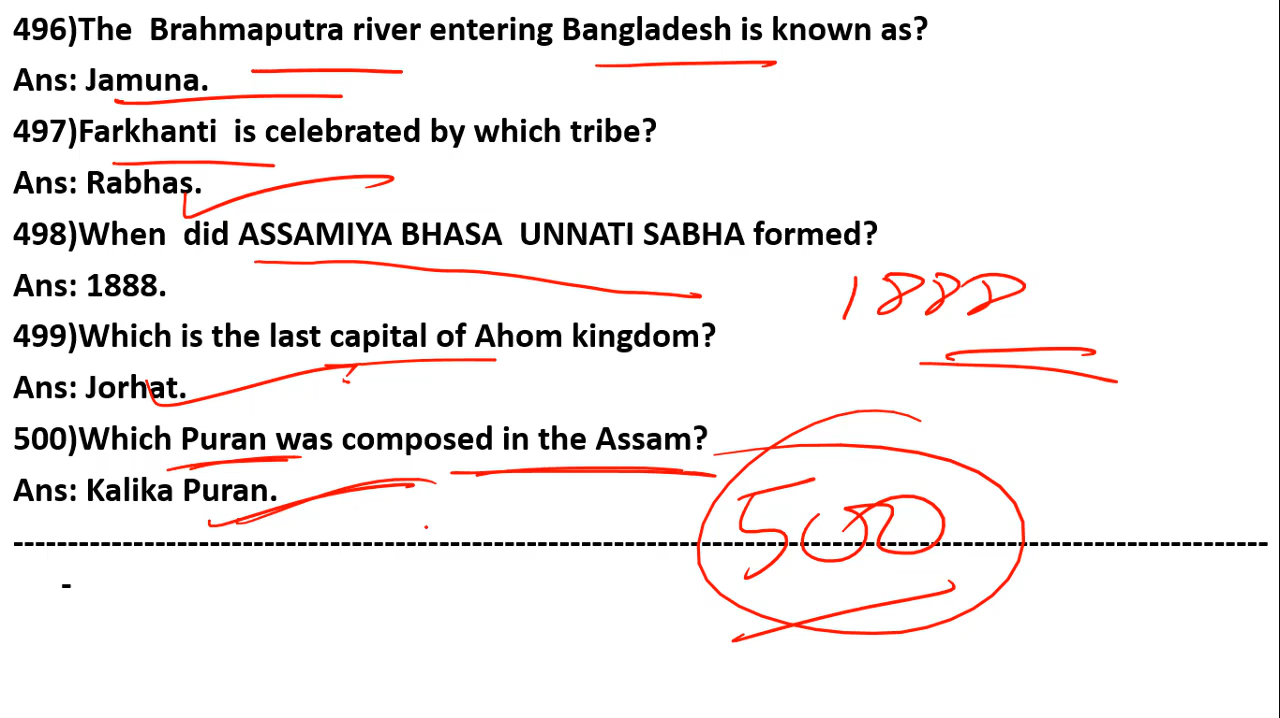 496)The Brahmaputra river entering Bangladesh is known as?
Ans: Jamuna.
497)Farkhanti is celebrated by which tribe?
Ans: Rabhas.
498)When did ASSAMIYA BHASA UNNATI SABHA formed?
Ans: 1888.
1888
499)Which is the last capital of Ahom kingdom?
Ans: Jorhat.
500)Which Puran was composed in the Assam?
Ans: Kalika Puran.
500
--------------------------------------------------------------------------------------------------------------
-